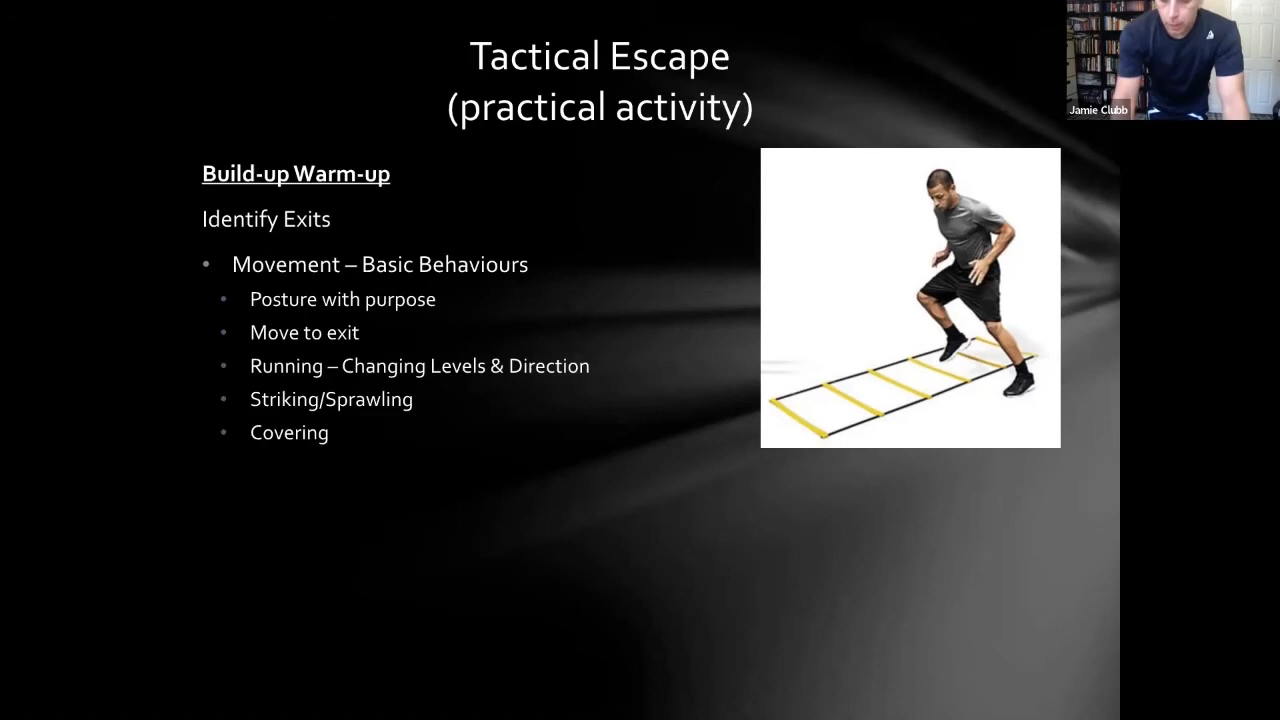 Tactical Escape
(practical activity)
Jamie Clubb
Build-up Warm-up
Identify Exits
• Movement – Basic Behaviours
• Posture with purpose
• Move to exit
• Running – Changing Levels & Direction
• Striking/Sprawling
• Covering